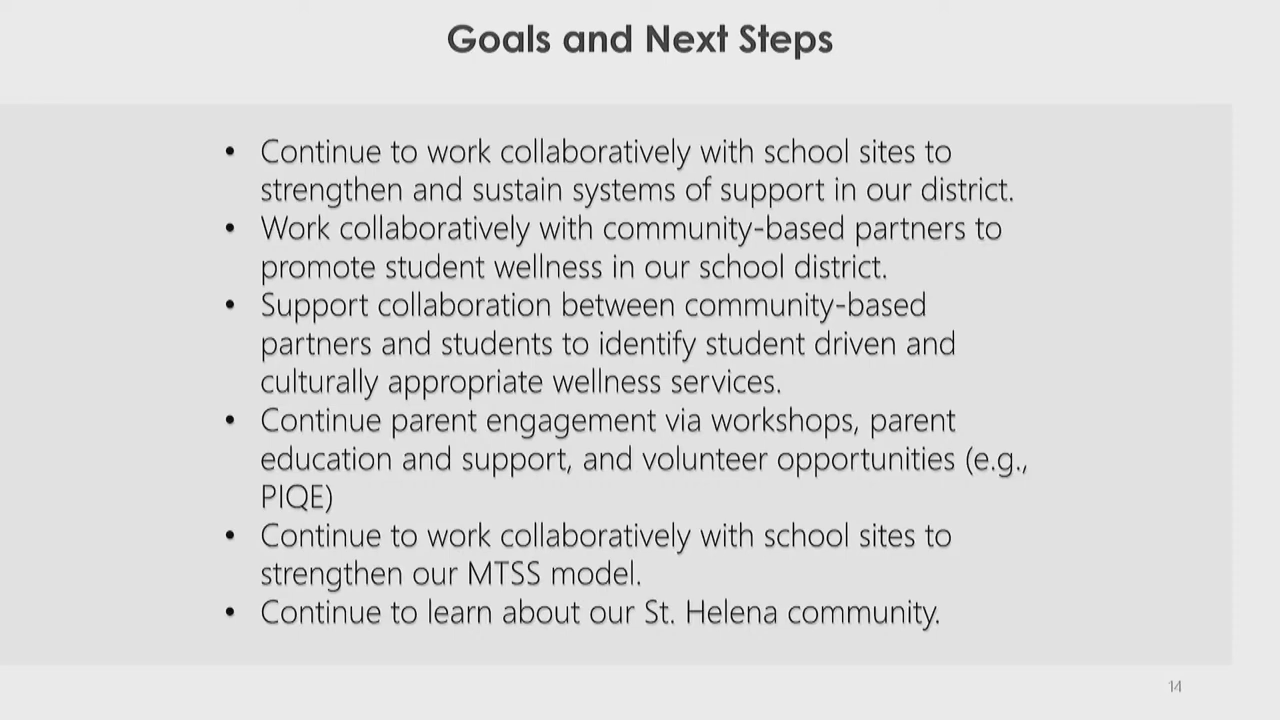 Goals and Next Steps
• Continue to work collaboratively with school sites to
strengthen and sustain systems of support in our district.
• Work collaboratively with community-based partners to
promote student wellness in our school district.
• Support collaboration between community-based
partners and students to identify student driven and
culturally appropriate wellness services.
• Continue parent engagement via workshops, parent
education and support, and volunteer opportunities (e.g.,
PIQE)
• Continue to work collaboratively with school sites to
strengthen our MTSS model.
• Continue to learn about our St. Helena community.
14